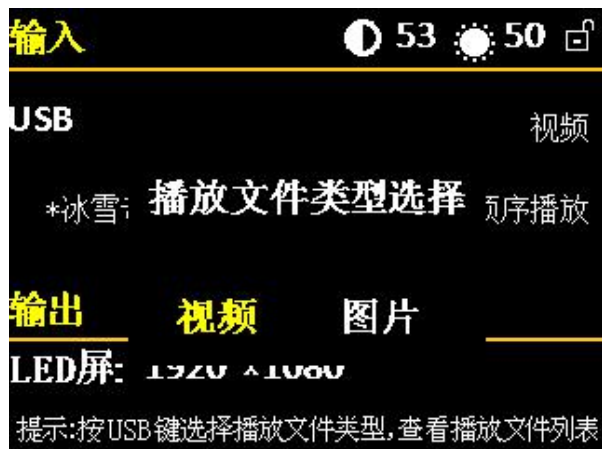 输入 53 50
USB
视频
*冰雪 播放文件类型选择 序播放
输出 视频 图片
LED屏: 1920 x1080
提示:按USB键选择播放文件类型,查看播放文件列表